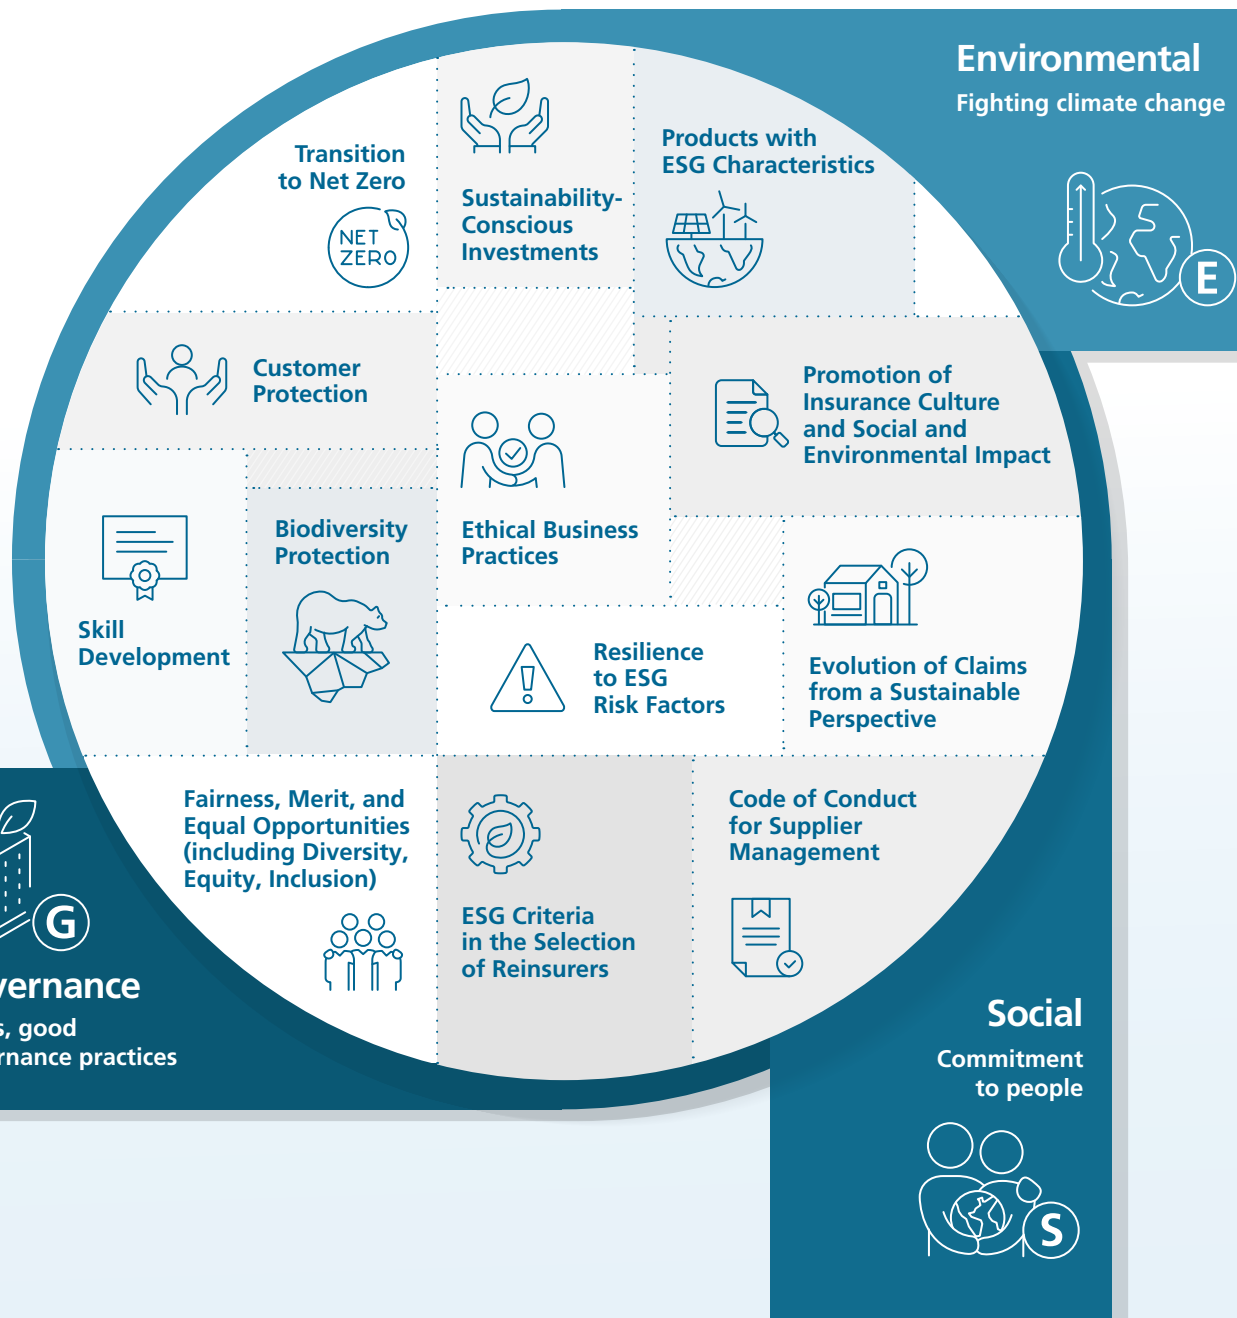 Environmental
Fighting climate change
E
Transition
to Net Zero
NET
ZERO
Sustainability-
Conscious
Investments
Products with
ESG Characteristics
Customer
Protection
Promotion of
Insurance Culture
and Social and
Environmental Impact
Skill
Development
Biodiversity
Protection
Ethical Business
Practices
Resilience
to ESG
Risk Factors
Evolution of Claims
from a Sustainable
Perspective
Fairness, Merit, and
Equal Opportunities
(including Diversity,
Equity, Inclusion)
ESG Criteria
in the Selection
of Reinsurers
Code of Conduct
for Supplier
Management
G
vernance
s, good
rnance practices
Social
Commitment
to people
S